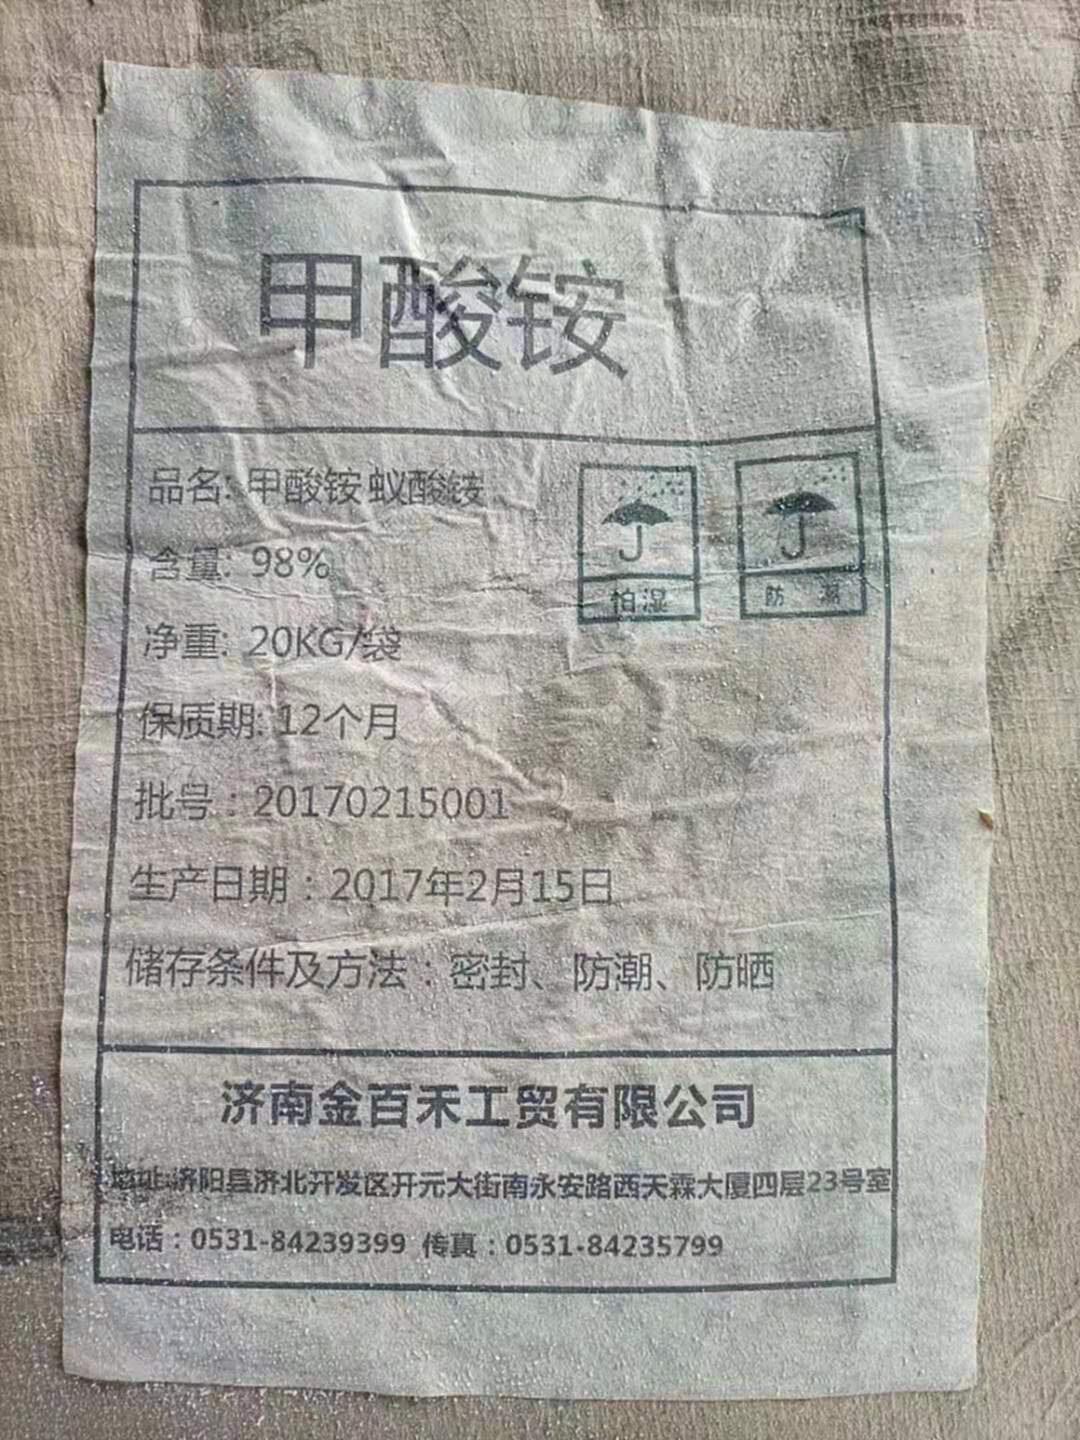 甲酸铵
品名: 甲酸铵 蚁酸铵
含量: 98%
净重: 20KG/袋
保质期: 12个月
批号：20170215001
生产日期：2017年2月15日
储存条件及方法：密封、防潮、防晒
怕湿
防 潮
济南金百禾工贸有限公司
地址:济阳县济北开发区开元大街南永安路西天霖大厦四层23号室
电话：0531-84239399 传真：0531-84235799